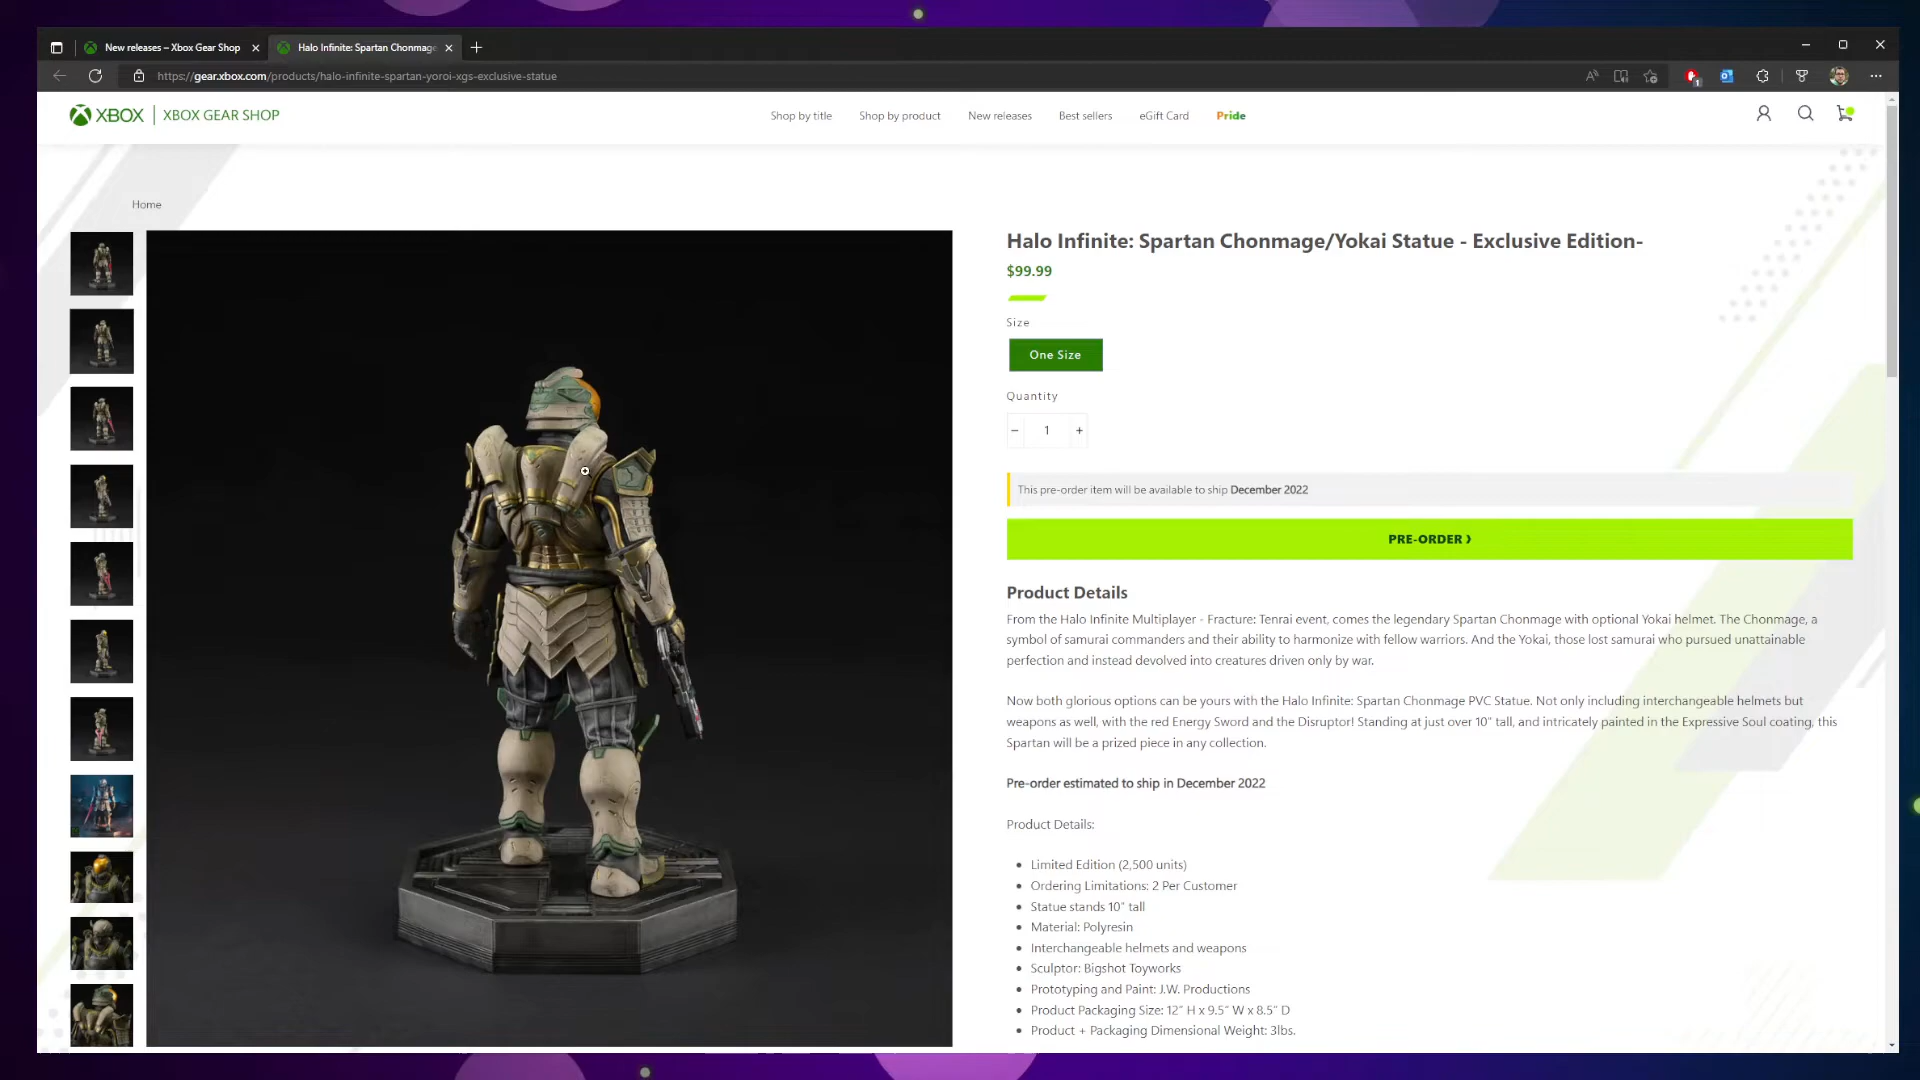 New releases – Xbox Gear Shop
Halo Infinite: Spartan Chonmage
https://gear.xbox.com/products/halo-infinite-spartan-yoroi-xgs-exclusive-statue
1
XBOX | XBOX GEAR SHOP
Shop by title
Shop by product
New releases
Best sellers
eGift Card
Pride
Home
Halo Infinite: Spartan Chonmage/Yokai Statue - Exclusive Edition-
$99.99
Size
One Size
Quantity
− 1 +
This pre-order item will be available to ship December 2022
PRE-ORDER ❯
Product Details
From the Halo Infinite Multiplayer - Fracture: Tenrai event, comes the legendary Spartan Chonmage with optional Yokai helmet. The Chonmage, a
symbol of samurai commanders and their ability to harmonize with fellow warriors. And the Yokai, those lost samurai who pursued unattainable
perfection and instead devolved into creatures driven only by war.
Now both glorious options can be yours with the Halo Infinite: Spartan Chonmage PVC Statue. Not only including interchangeable helmets but
weapons as well, with the red Energy Sword and the Disruptor! Standing at just over 10" tall, and intricately painted in the Expressive Soul coating, this
Spartan will be a prized piece in any collection.
Pre-order estimated to ship in December 2022
Product Details:
• Limited Edition (2,500 units)
• Ordering Limitations: 2 Per Customer
• Statue stands 10" tall
• Material: Polyresin
• Interchangeable helmets and weapons
• Sculptor: Bigshot Toyworks
• Prototyping and Paint: J.W. Productions
• Product Packaging Size: 12″ H x 9.5″ W x 8.5″ D
• Product + Packaging Dimensional Weight: 3lbs.